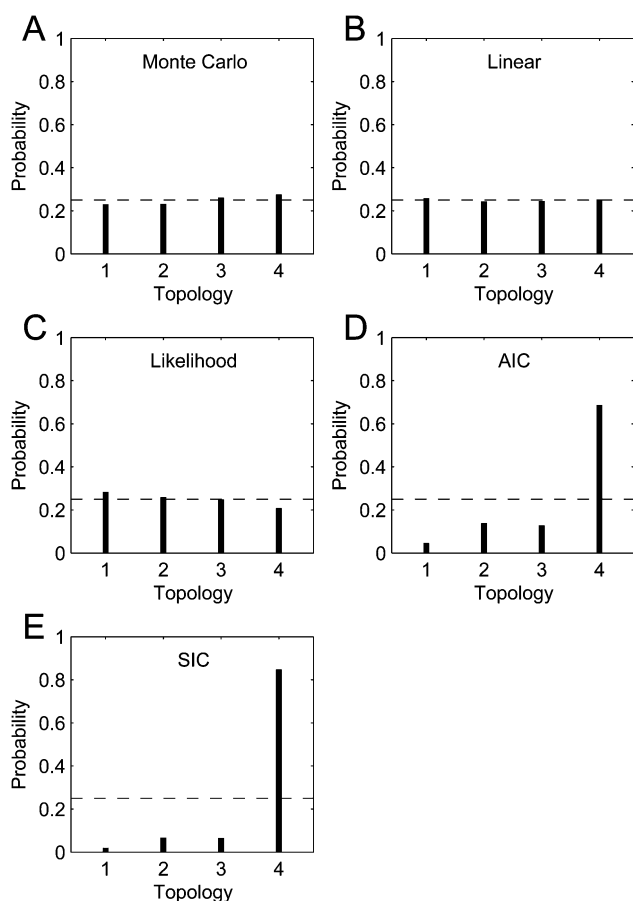 A
Monte Carlo
Probability
1
0.8
0.6
0.4
0.2
0
1 2 3 4
Topology
B
Linear
Probability
1
0.8
0.6
0.4
0.2
0
1 2 3 4
Topology
C
Likelihood
Probability
1
0.8
0.6
0.4
0.2
0
1 2 3 4
Topology
D
AIC
Probability
1
0.8
0.6
0.4
0.2
0
1 2 3 4
Topology
E
SIC
Probability
1
0.8
0.6
0.4
0.2
0
1 2 3 4
Topology